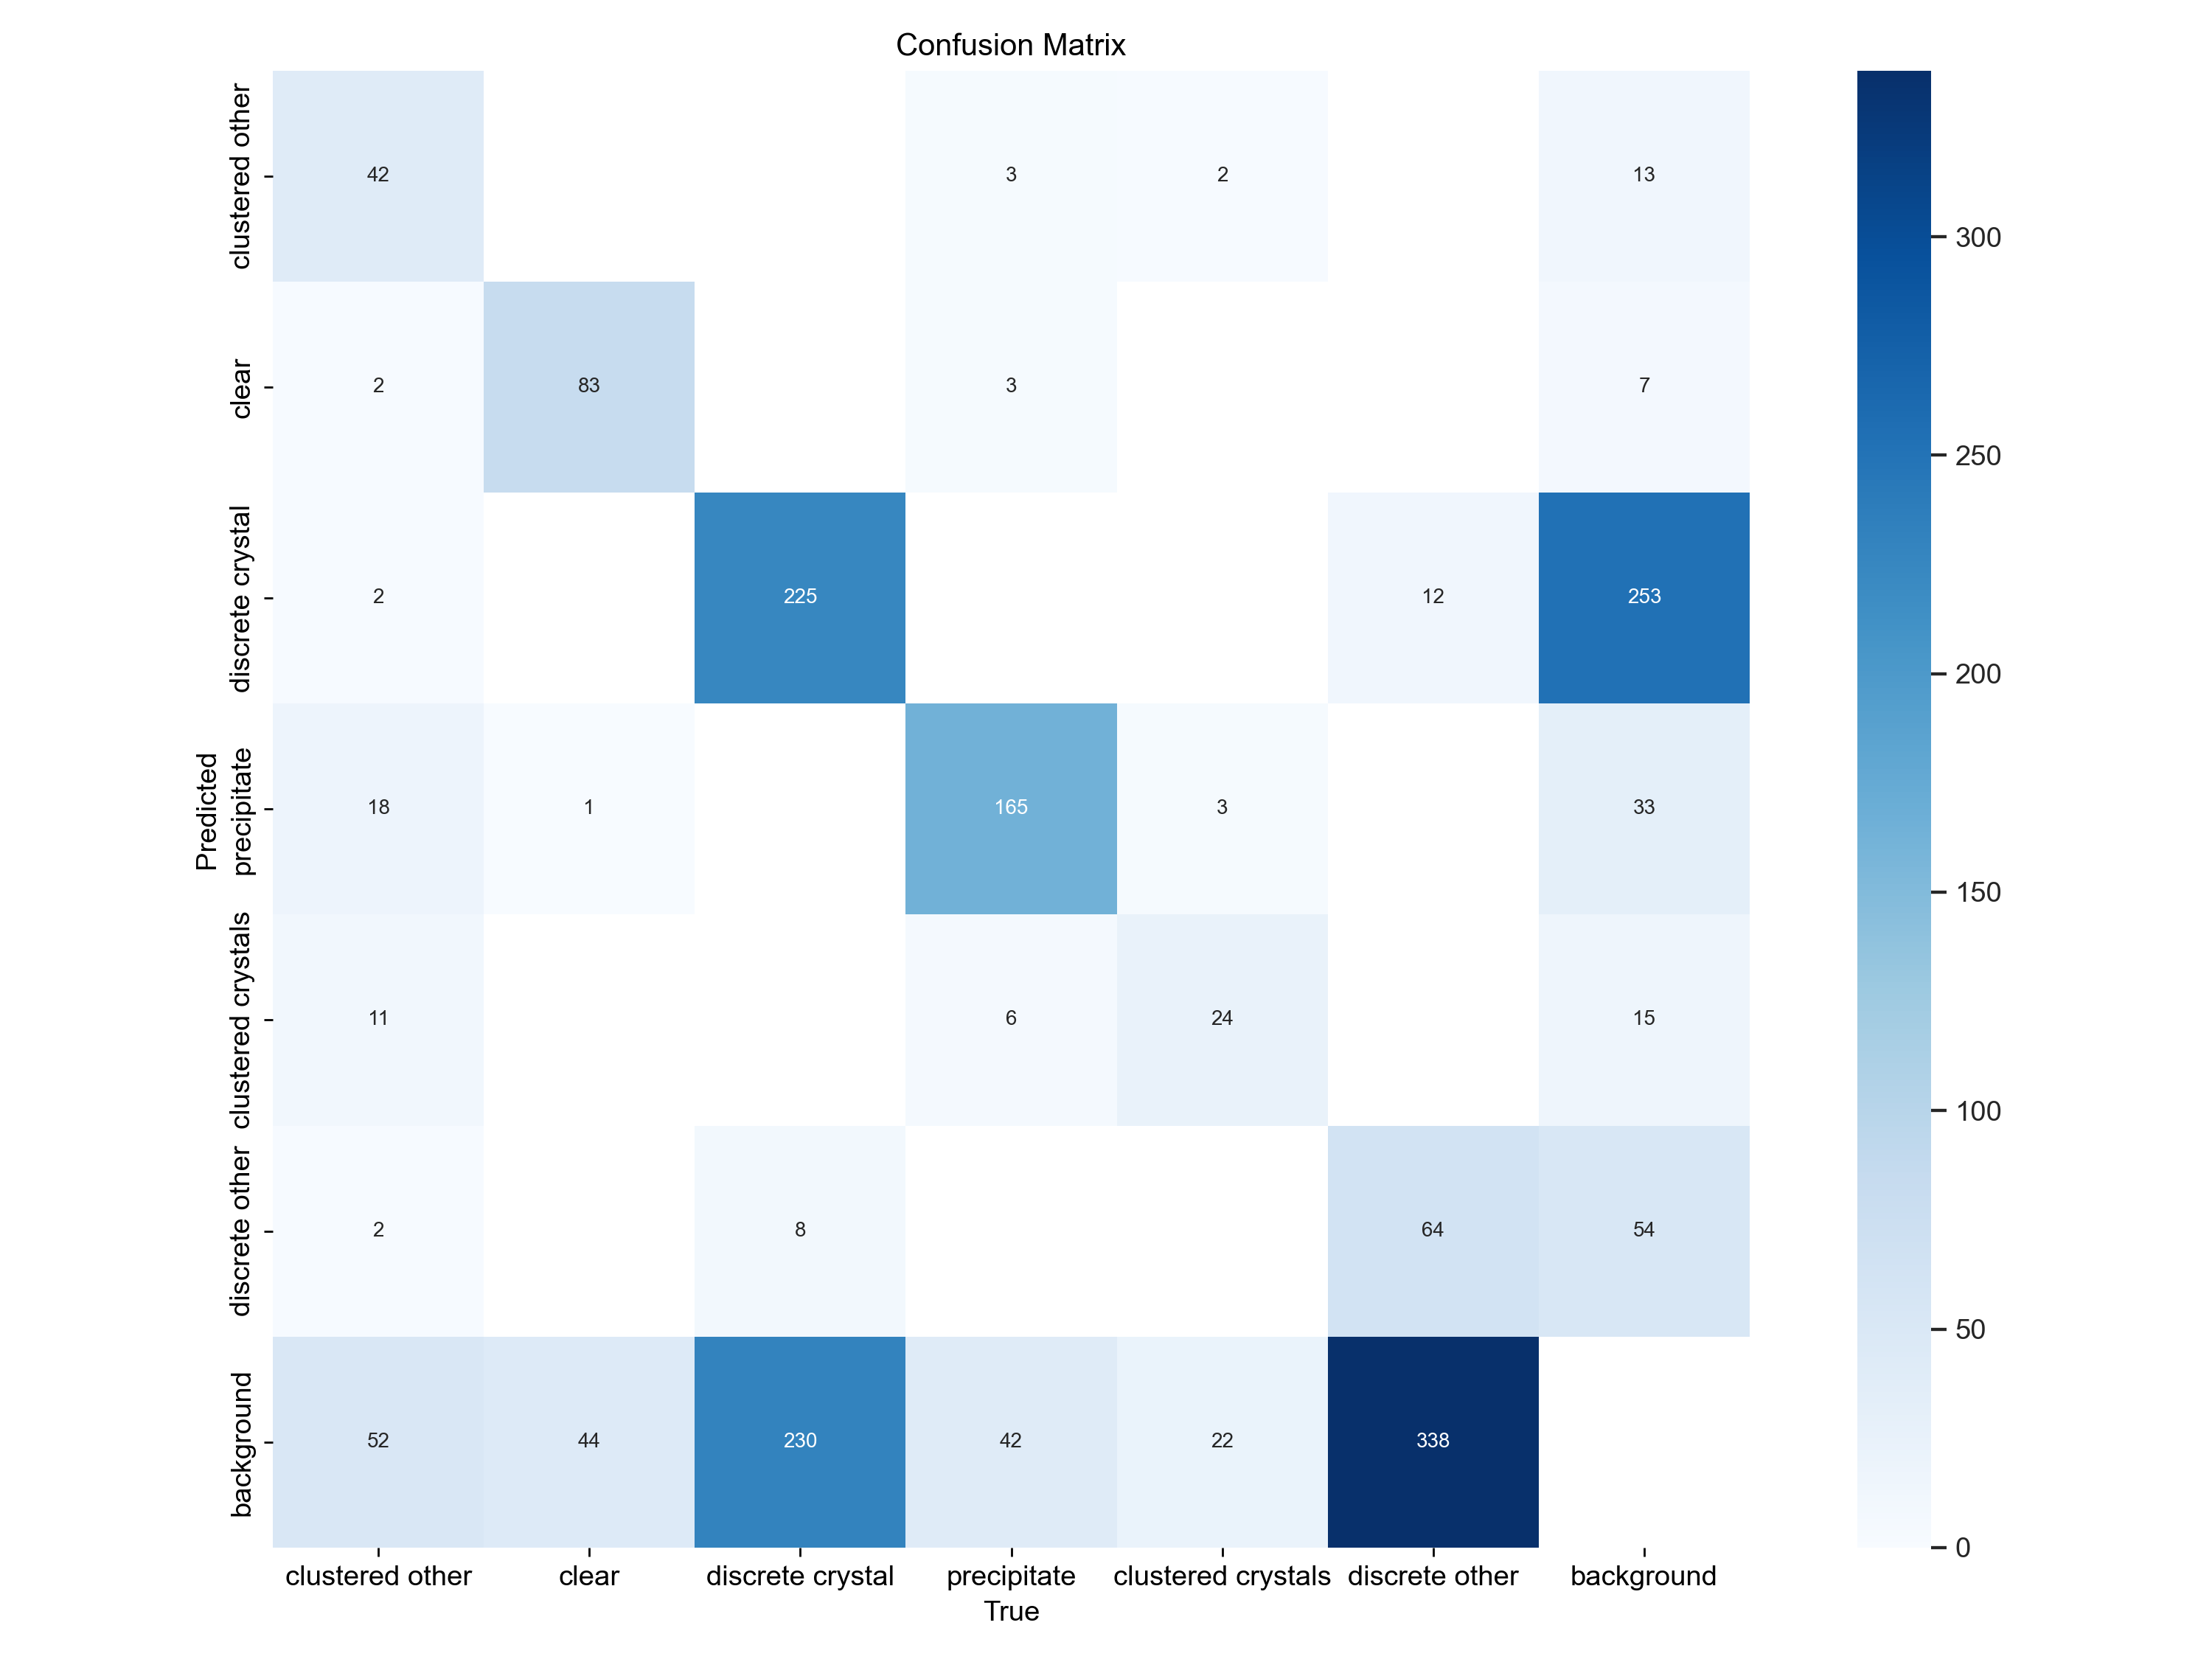 Confusion Matrix
Predicted
clustered other
42 3 2 13
clear
2 83 3 7
discrete crystal
2 225 12 253
precipitate
18 1 165 3 33
clustered crystals
11 6 24 15
discrete other
2 8 64 54
background
52 44 230 42 22 338
clustered other clear discrete crystal precipitate clustered crystals discrete other background
True
300
250
200
150
100
50
0